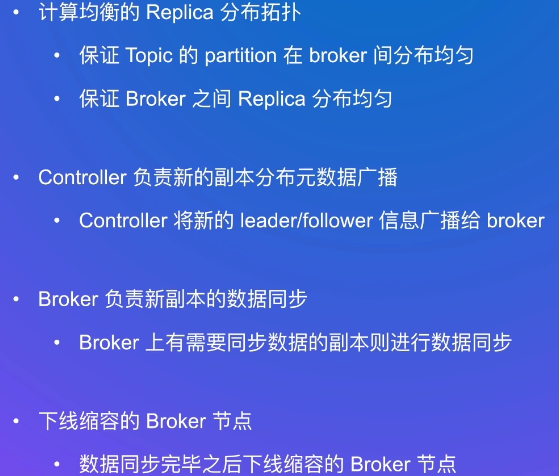 • 计算均衡的 Replica 分布拓扑
• 保证 Topic 的 partition 在 broker 间分布均匀
• 保证 Broker 之间 Replica 分布均匀
• Controller 负责新的副本分布元数据广播
• Controller 将新的 leader/follower 信息广播给 broker
• Broker 负责新副本的数据同步
• Broker 上有需要同步数据的副本则进行数据同步
• 下线缩容的 Broker 节点
• 数据同步完毕之后下线缩容的 Broker 节点